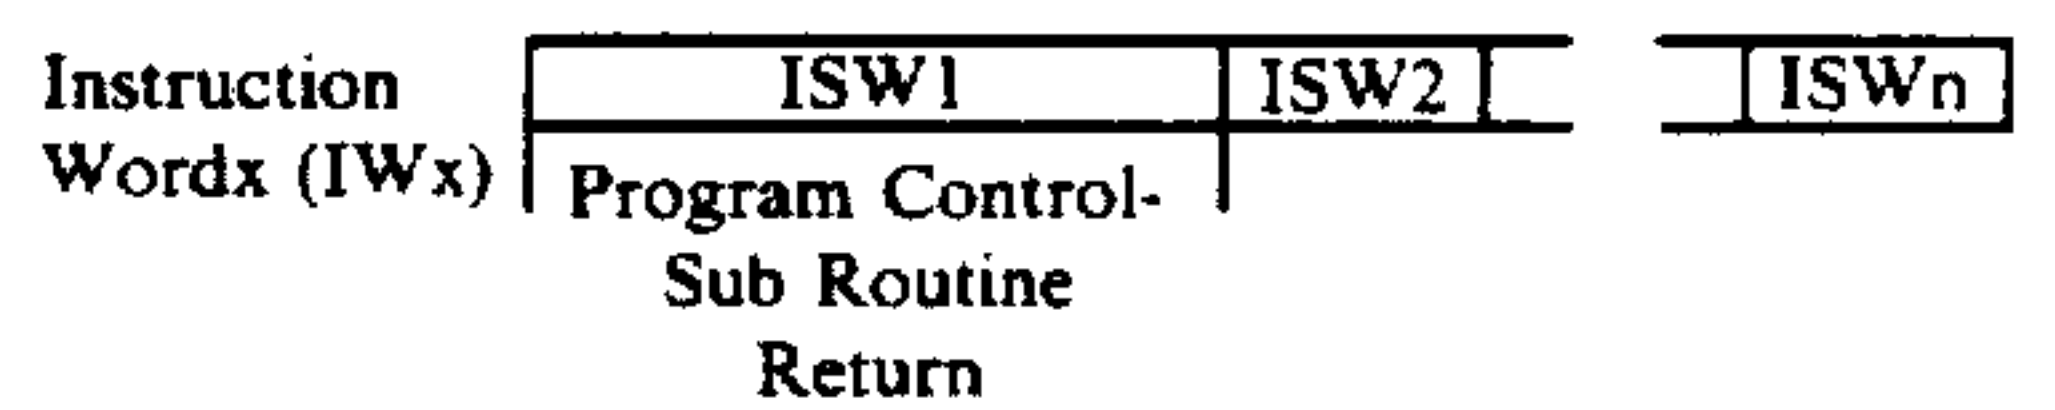 Instruction
Wordx (IWx)
ISW1 ISW2 ISWn
Program Control-
Sub Routine
Return